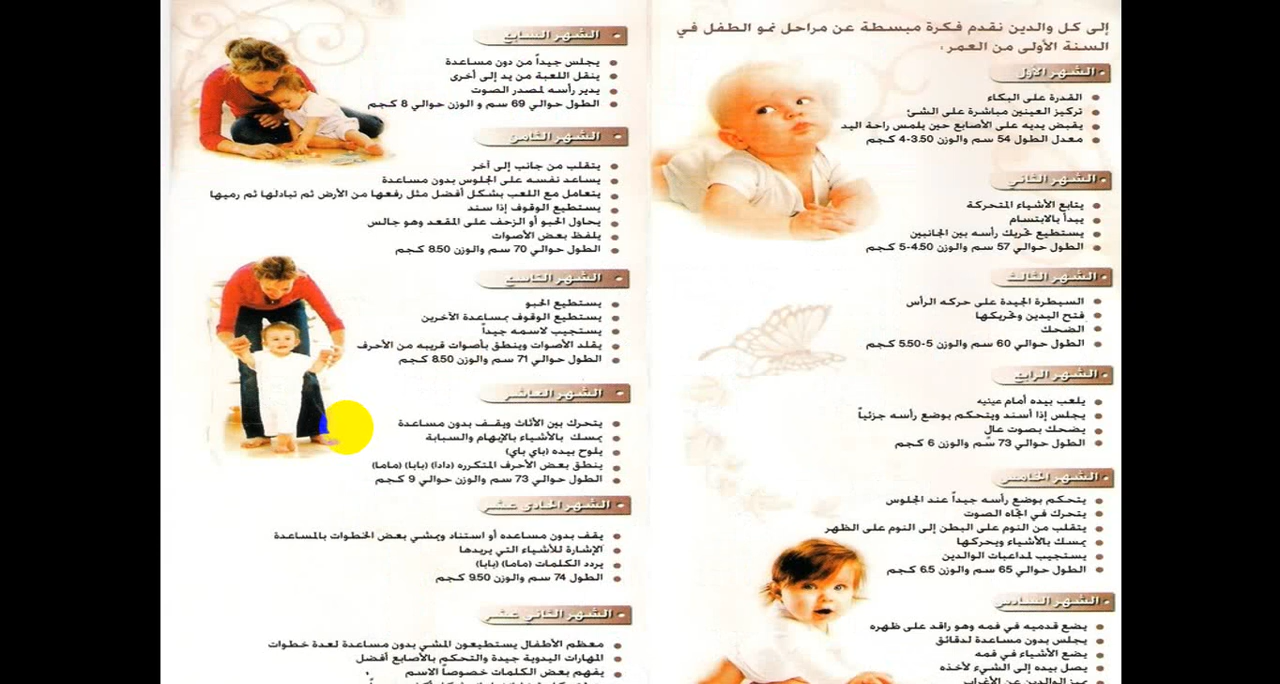 إلى كل والدين نقدم فكرة مبسطة عن مراحل نمو الطفل في
السنة الأولى من العمر :
الشهر الأول
القدرة على البكاء
تركيز العينين مباشرة على الشئ
يقبض يديه على الأصابع حين يلمس راحة اليد
معدل الطول 54 سم والوزن 3.50-4 كجم
الشهر الثاني
يتابع الأشياء المتحركة
يبدأ بالابتسام
يستطيع تحريك رأسه بين الجانبين
الطول حوالي 57 سم والوزن 4.50-5 كجم
الشهر الثالث
السيطرة الجيدة على حركه الرأس
فتح اليدين وتحريكها
الضحك
الطول حوالي 60 سم والوزن 5-5.50 كجم
الشهر الرابع
يلعب بيده أمام عينيه
يجلس إذا أسند ويتحكم بوضع رأسه جزئياً
يضحك بصوت عالٍ
الطول حوالي 73 سم والوزن 6 كجم
الشهر الخامس
يتحكم بوضع رأسه جيداً عند الجلوس
يتحرك في اتجاه الصوت
يتقلب من النوم على البطن إلى النوم على الظهر
يمسك بالأشياء ويحركها
يستجيب لمداعبات الوالدين
الطول حوالي 65 سم والوزن 6.5 كجم
الشهر السادس
يضع قدميه في فمه وهو راقد على ظهره
يجلس بدون مساعدة لدقائق
يضع الأشياء في فمه
يصل بيده إلى الشيء لأخذه
يميز الوالدين عن الأغراب
الشهر السابع
يجلس جيداً من دون مساعدة
ينقل اللعبة من يد إلى أخرى
يدير رأسه لمصدر الصوت
الطول حوالي 69 سم و الوزن حوالي 8 كجم
الشهر الثامن
يتقلب من جانب إلى آخر
يساعد نفسه على الجلوس بدون مساعدة
يتعامل مع اللعب بشكل أفضل مثل رفعها من الأرض ثم تبادلها ثم رميها
يستطيع الوقوف إذا سند
يحاول الحبو أو الزحف على المقعد وهو جالس
يلفظ بعض الأصوات
الطول حوالي 70 سم والوزن 8.50 كجم
الشهر التاسع
يستطيع الحبو
يستطيع الوقوف بمساعدة الآخرين
يستجيب لاسمه جيداً
يقلد الأصوات وينطق بأصوات قريبه من الأحرف
الطول حوالي 71 سم والوزن 8.50 كجم
الشهر العاشر
يتحرك بين الأثاث ويقف بدون مساعدة
يمسك بالأشياء بالإبهام والسبابة
يلوح بيده (باي باي)
ينطق بعض الأحرف المتكرره (دادا) (بابا) (ماما)
الطول حوالي 73 سم والوزن حوالي 9 كجم
الشهر الحادي عشر
يقف بدون مساعده أو استناد ويمشي بعض الخطوات بالمساعدة
الإشارة للأشياء التي يريدها
يردد الكلمات (ماما) (بابا)
الطول 74 سم والوزن 9.50 كجم
الشهر الثاني عشر
معظم الأطفال يستطيعون المشي بدون مساعدة لعدة خطوات
المهارات اليدوية جيدة والتحكم بالأصابع أفضل
يفهم بعض الكلمات خصوصاً الاسم